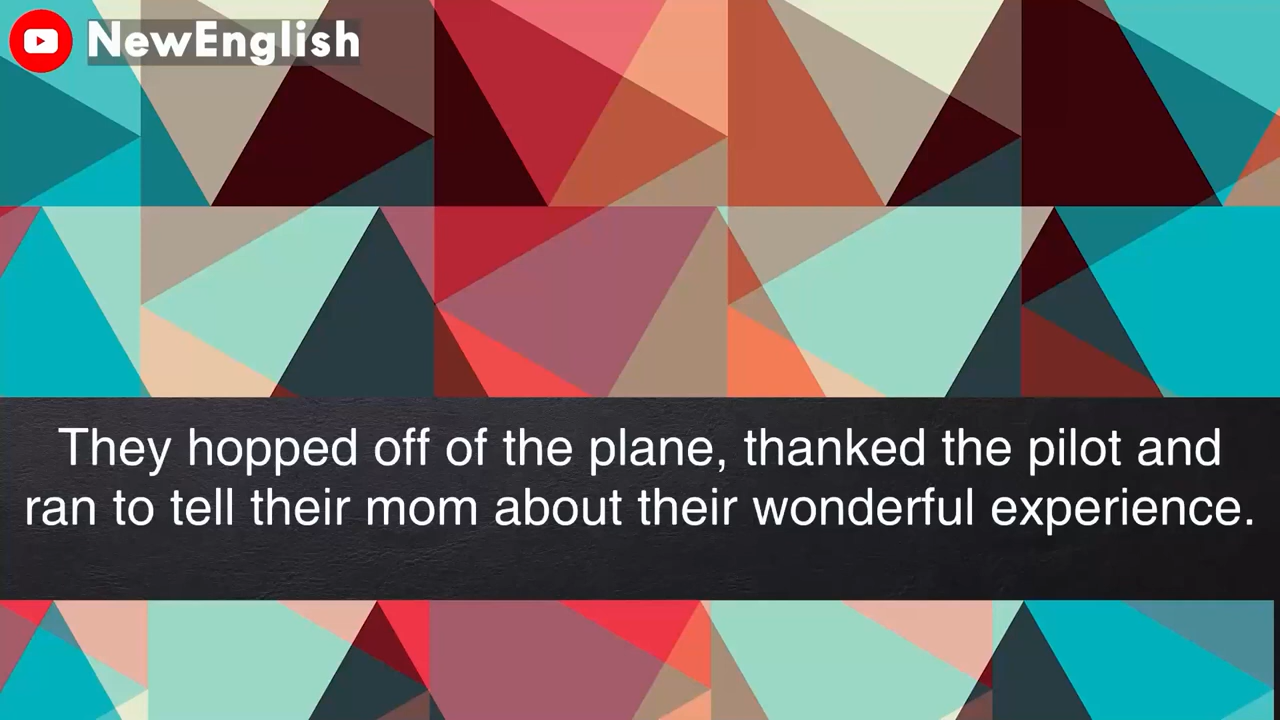 NewEnglish
They hopped off of the plane, thanked the pilot and
ran to tell their mom about their wonderful experience.